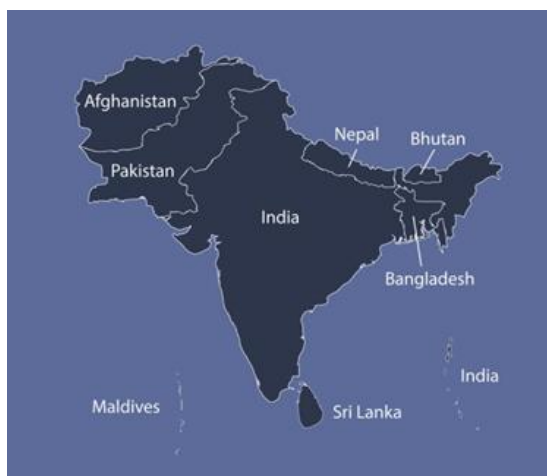 Afghanistan
Nepal
Bhutan
Pakistan
India
Bangladesh
India
Maldives
Sri Lanka